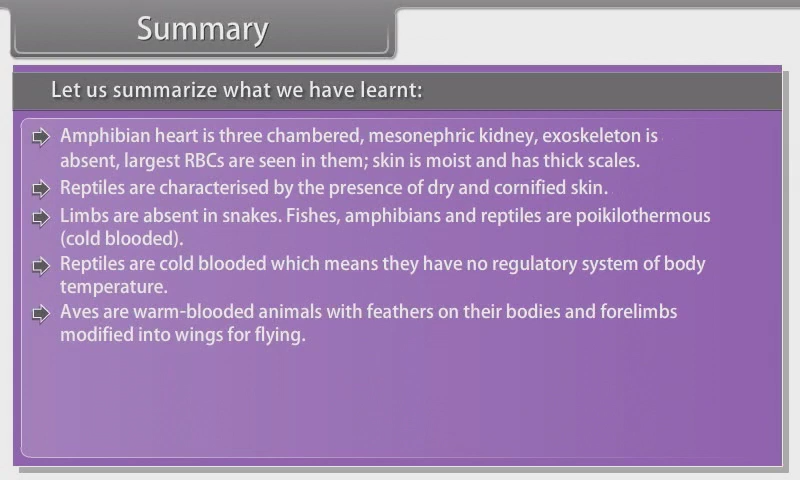 Summary
Let us summarize what we have learnt:
Amphibian heart is three chambered, mesonephric kidney, exoskeleton is
absent, largest RBCs are seen in them; skin is moist and has thick scales.
Reptiles are characterised by the presence of dry and cornified skin.
Limbs are absent in snakes. Fishes, amphibians and reptiles are poikilothermous
(cold blooded).
Reptiles are cold blooded which means they have no regulatory system of body
temperature.
Aves are warm-blooded animals with feathers on their bodies and forelimbs
modified into wings for flying.